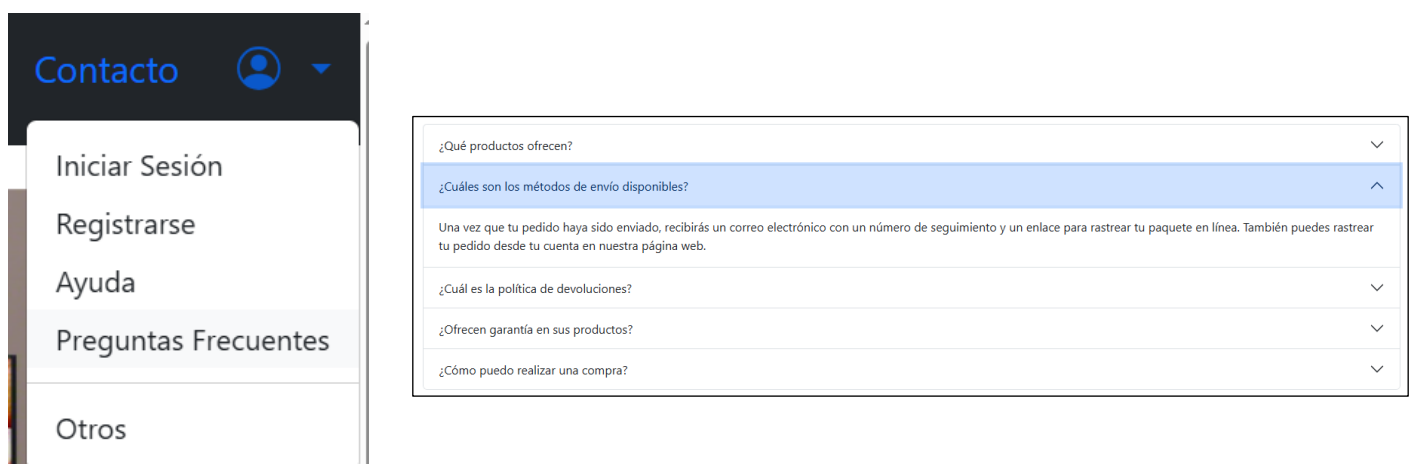 Contacto
Iniciar Sesión
Registrarse
Ayuda
Preguntas Frecuentes
Otros
¿Qué productos ofrecen?
¿Cuáles son los métodos de envío disponibles?
Una vez que tu pedido haya sido enviado, recibirás un correo electrónico con un número de seguimiento y un enlace para rastrear tu paquete en línea. También puedes rastrear
tu pedido desde tu cuenta en nuestra página web.
¿Cuál es la política de devoluciones?
¿Ofrecen garantía en sus productos?
¿Cómo puedo realizar una compra?